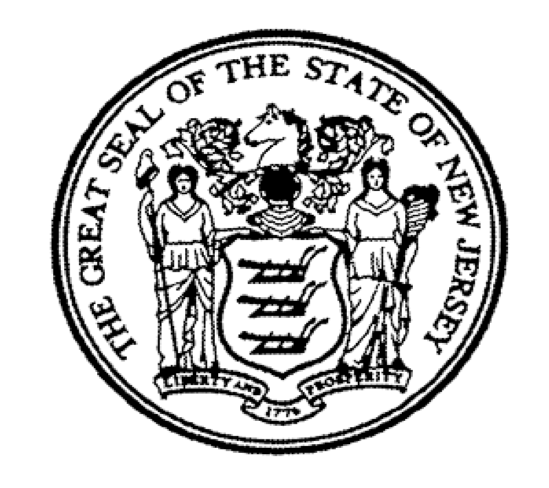 THE GREAT SEAL OF THE STATE OF NEW JERSEY
LIBERTY AND PROSPERITY
1776